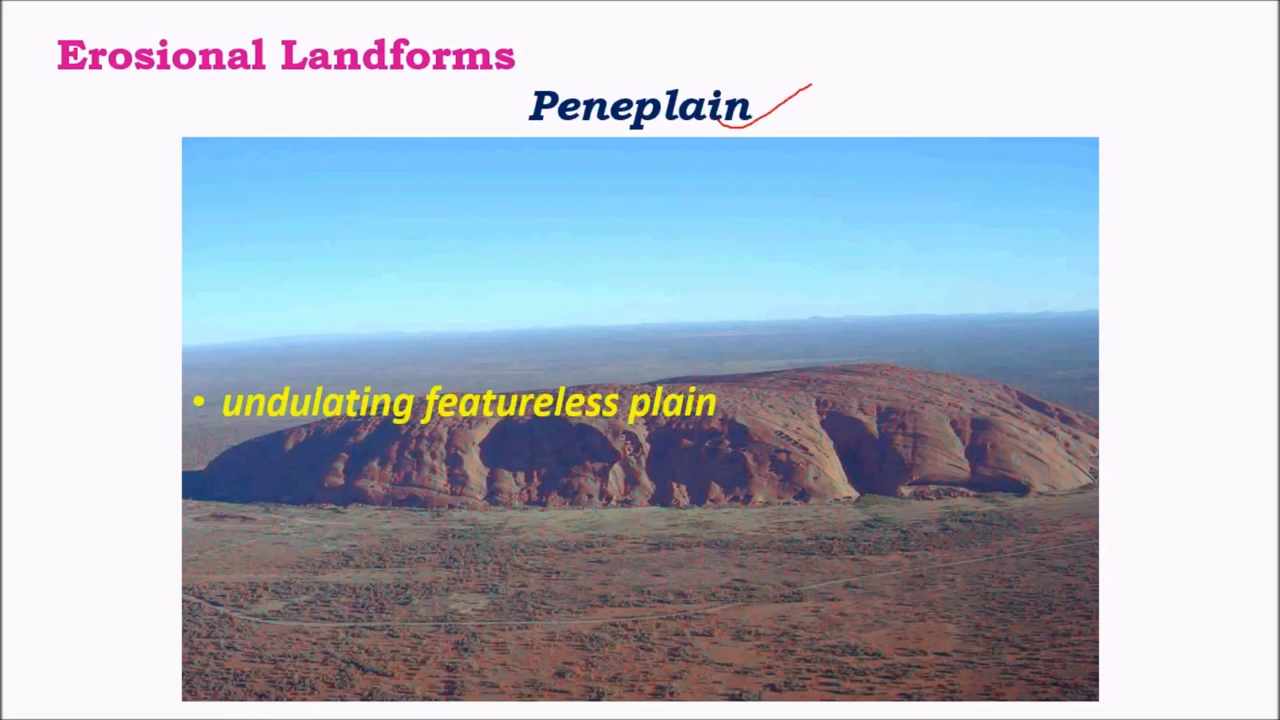 Erosional Landforms
Peneplain
• undulating featureless plain